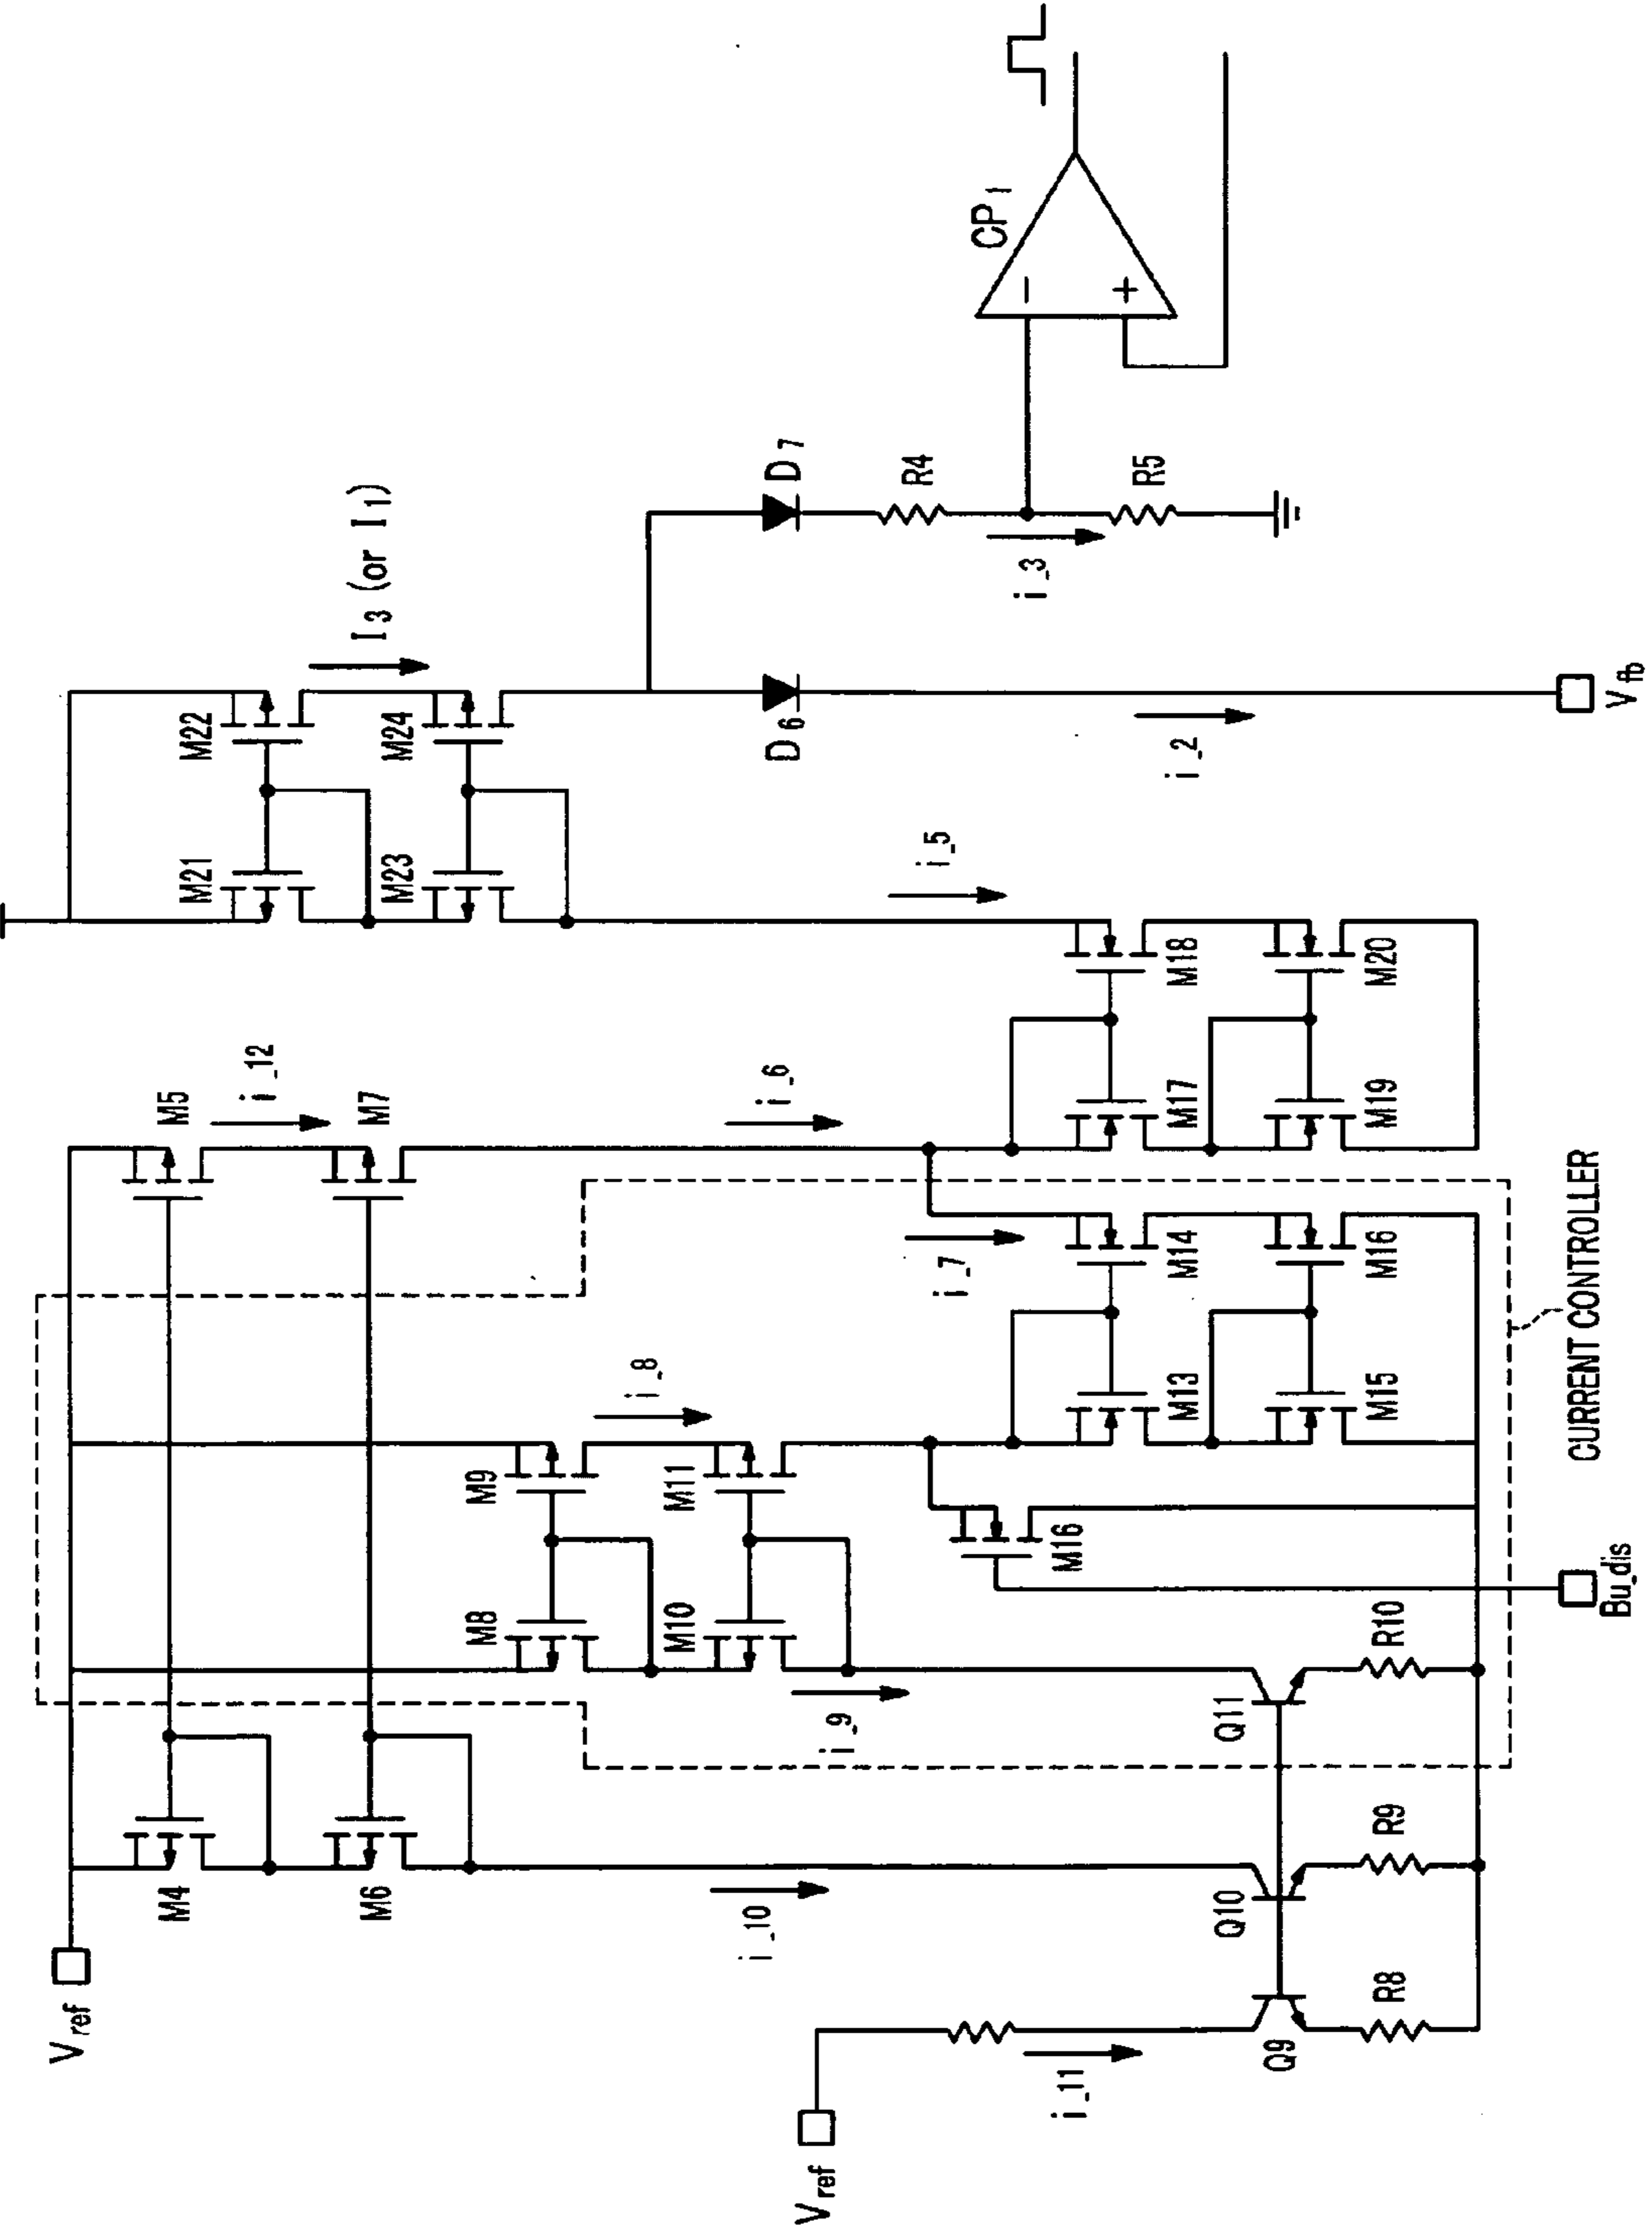 Vref
Vref
M4
M6
i_10
i_11
Q9
R8
Q10
R9
Q11
R10
M8
M10
i_9
M9
M11
i_8
M16
Bu_dis
M13
M15
M14
M16
i_7
CURRENT CONTROLLER
M5
M7
i_12
i_6
M17
M19
M18
M20
i_5
M21
M23
M22
M24
I3 (or I1)
D6
i_2
Vfb
D7
R4
R5
i_3
CP1
−
+